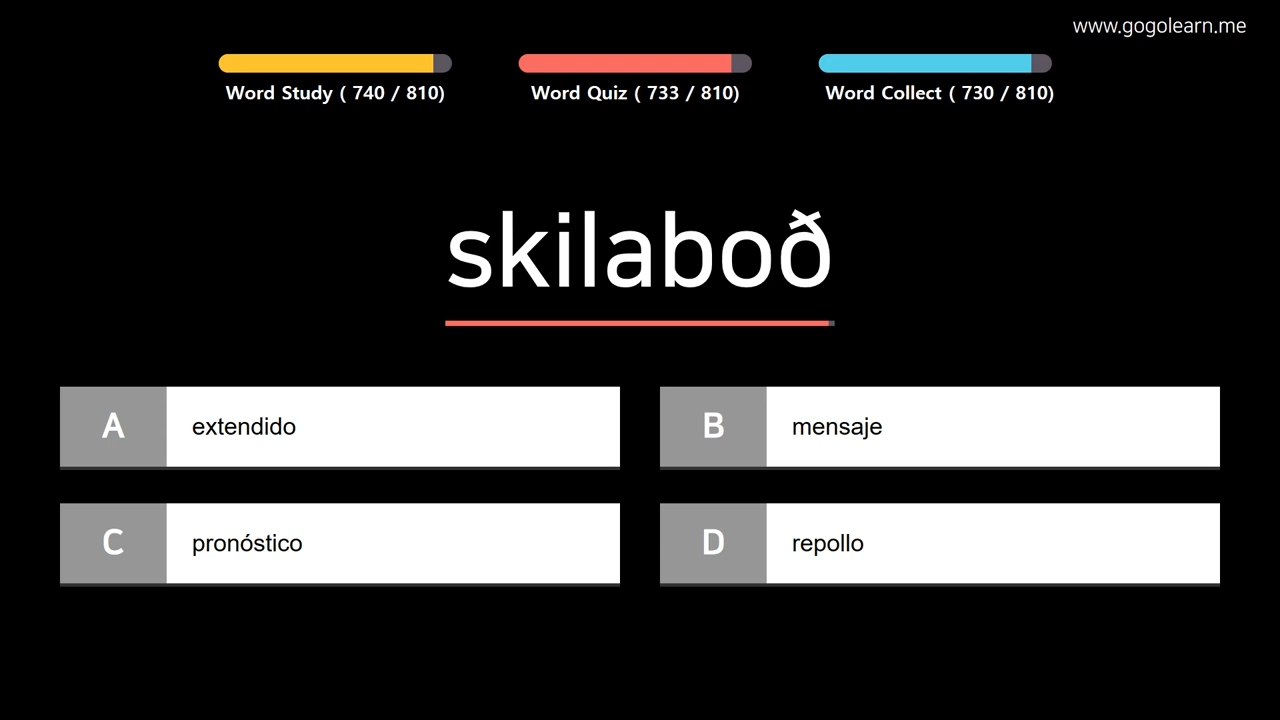 www.gogolearn.me
Word Study ( 740 / 810)
Word Quiz ( 733 / 810)
Word Collect ( 730 / 810)
skilaboð
A
extendido
B
mensaje
C
pronóstico
D
repollo